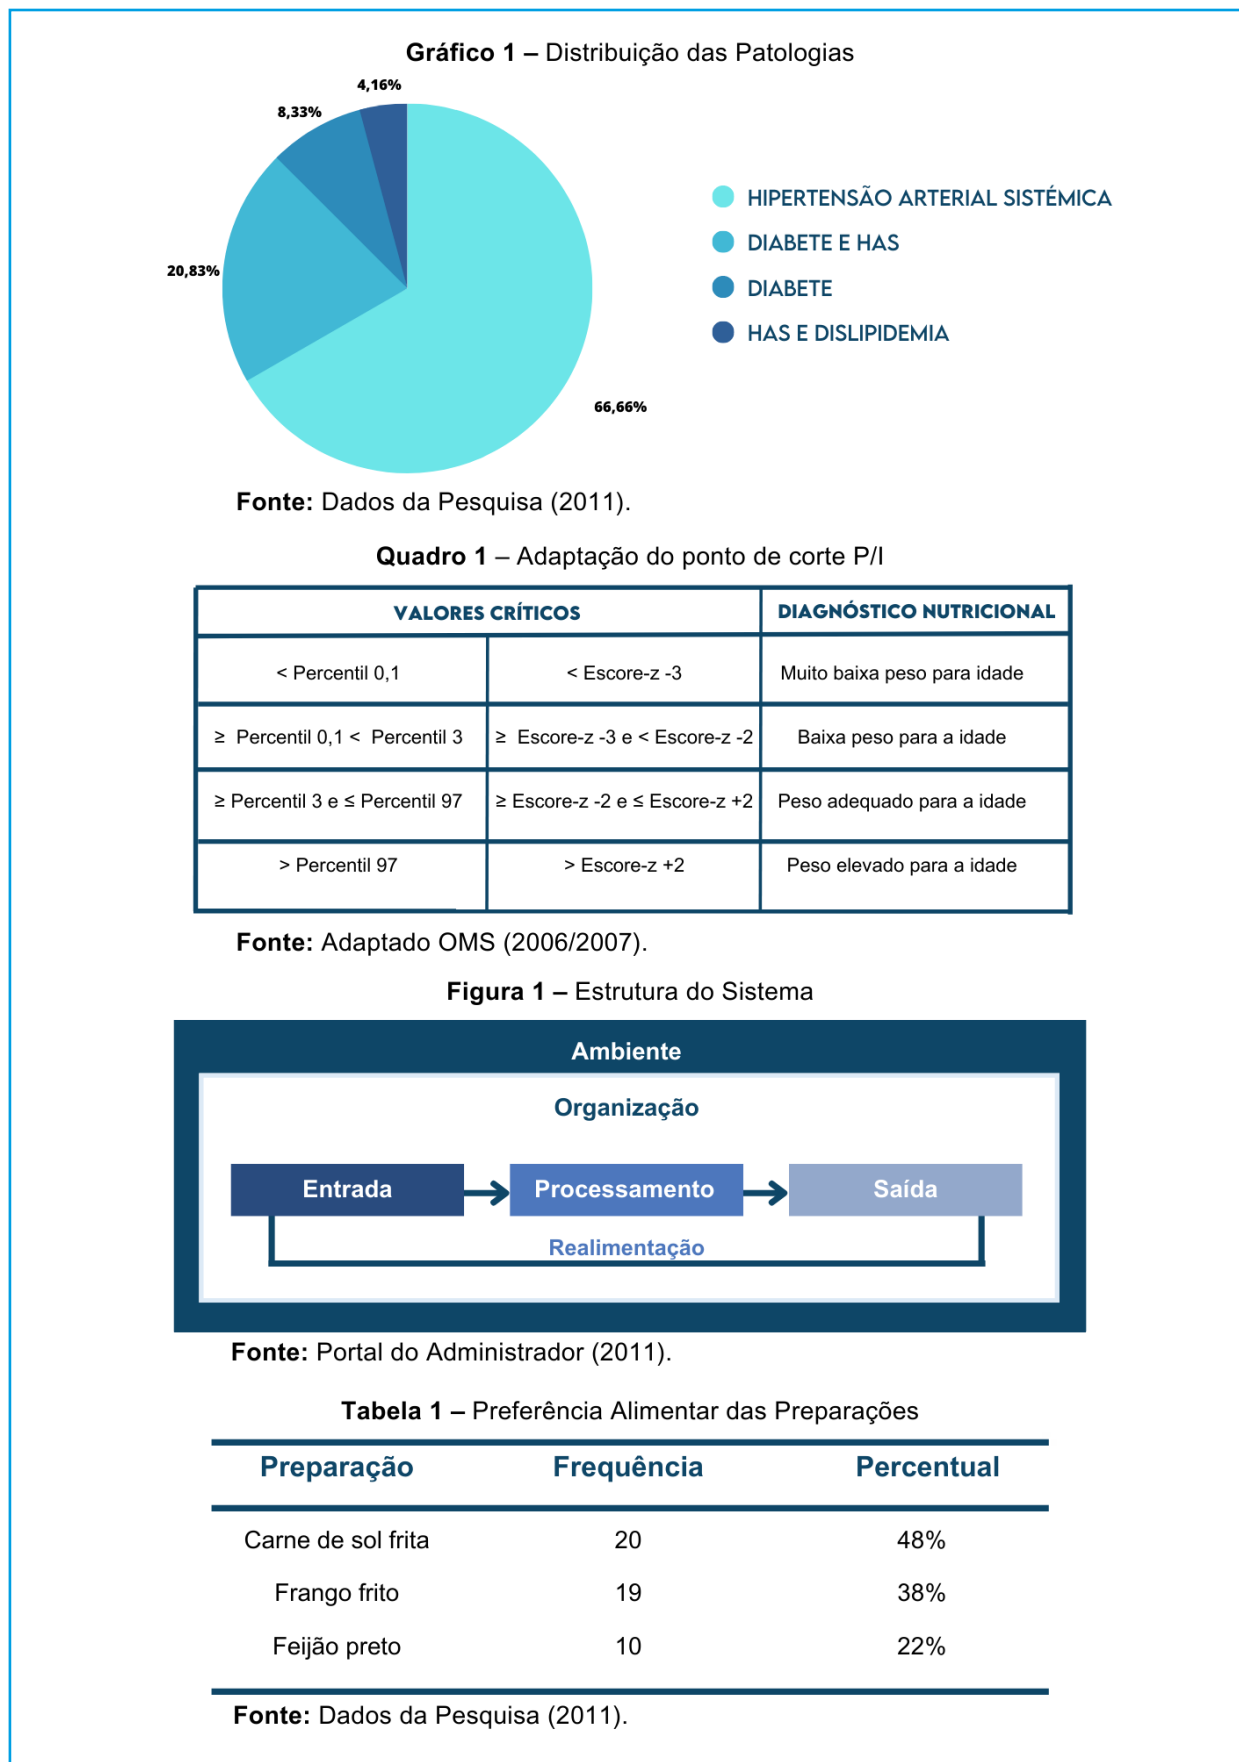 Gráfico 1 – Distribuição das Patologias
4,16%
8,33%
20,83%
66,66%
HIPERTENSÃO ARTERIAL SISTÉMICA
DIABETE E HAS
DIABETE
HAS E DISLIPIDEMIA
Fonte: Dados da Pesquisa (2011).
Quadro 1 – Adaptação do ponto de corte P/I
VALORES CRÍTICOS DIAGNÓSTICO NUTRICIONAL
< Percentil 0,1 < Escore-z -3 Muito baixa peso para idade
≥ Percentil 0,1 < Percentil 3 ≥ Escore-z -3 e < Escore-z -2 Baixa peso para a idade
≥ Percentil 3 e ≤ Percentil 97 ≥ Escore-z -2 e ≤ Escore-z +2 Peso adequado para a idade
> Percentil 97 > Escore-z +2 Peso elevado para a idade
Fonte: Adaptado OMS (2006/2007).
Figura 1 – Estrutura do Sistema
Ambiente
Organização
Entrada Processamento Saída
Realimentação
Fonte: Portal do Administrador (2011).
Tabela 1 – Preferência Alimentar das Preparações
Preparação Frequência Percentual
Carne de sol frita 20 48%
Frango frito 19 38%
Feijão preto 10 22%
Fonte: Dados da Pesquisa (2011).